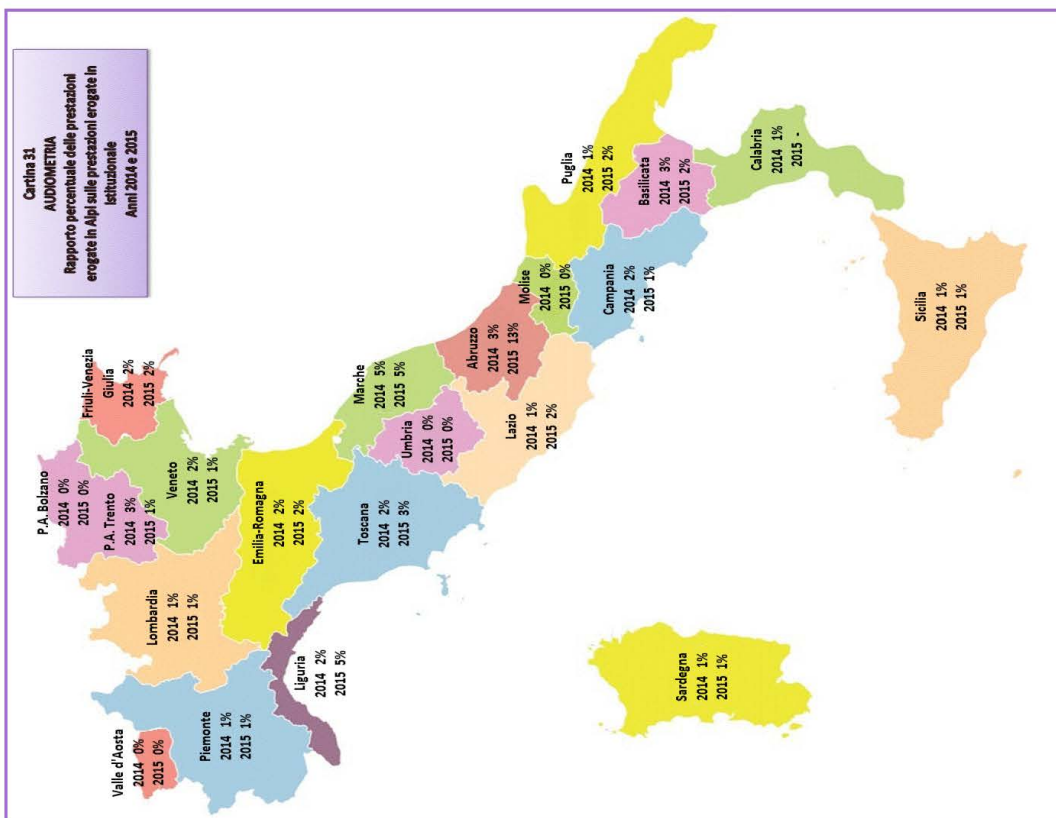 Cartina 31
AUDIOMETRIA
Rapporto percentuale delle prestazioni
erogate in Alpi sulle prestazioni erogate in
Istituzionale
Anni 2014 e 2015
Valle d'Aosta
2014 0%
2015 0%
Piemonte
2014 1%
2015 1%
Liguria
2014 2%
2015 5%
Lombardia
2014 1%
2015 1%
P.A. Bolzano
2014 0%
2015 0%
P.A. Trento
2014 3%
2015 1%
Veneto
2014 2%
2015 1%
Friuli-Venezia
Giulia
2014 2%
2015 2%
Emilia-Romagna
2014 2%
2015 2%
Toscana
2014 2%
2015 3%
Marche
2014 5%
2015 5%
Umbria
2014 0%
2015 0%
Lazio
2014 1%
2015 2%
Abruzzo
2014 3%
2015 13%
Molise
2014 0%
2015 0%
Campania
2014 2%
2015 1%
Puglia
2014 1%
2015 2%
Basilicata
2014 3%
2015 2%
Calabria
2014 1%
2015 -
Sicilia
2014 1%
2015 1%
Sardegna
2014 1%
2015 1%